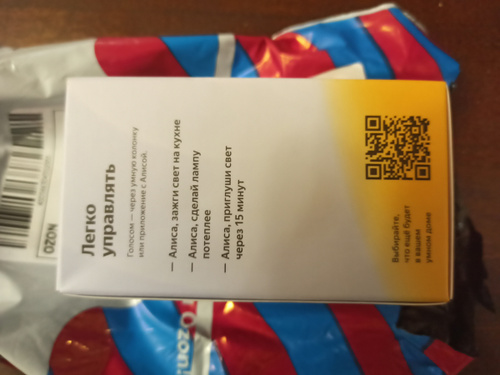 Легко
управлять
Голосом — через умную колонку
или приложение с Алисой.
— Алиса, зажги свет на кухне
— Алиса, сделай лампу
потеплее
— Алиса, приглуши свет
через 15 минут
Выбирайте,
что ещё будет
в вашем
умном доме
OZON
OZO